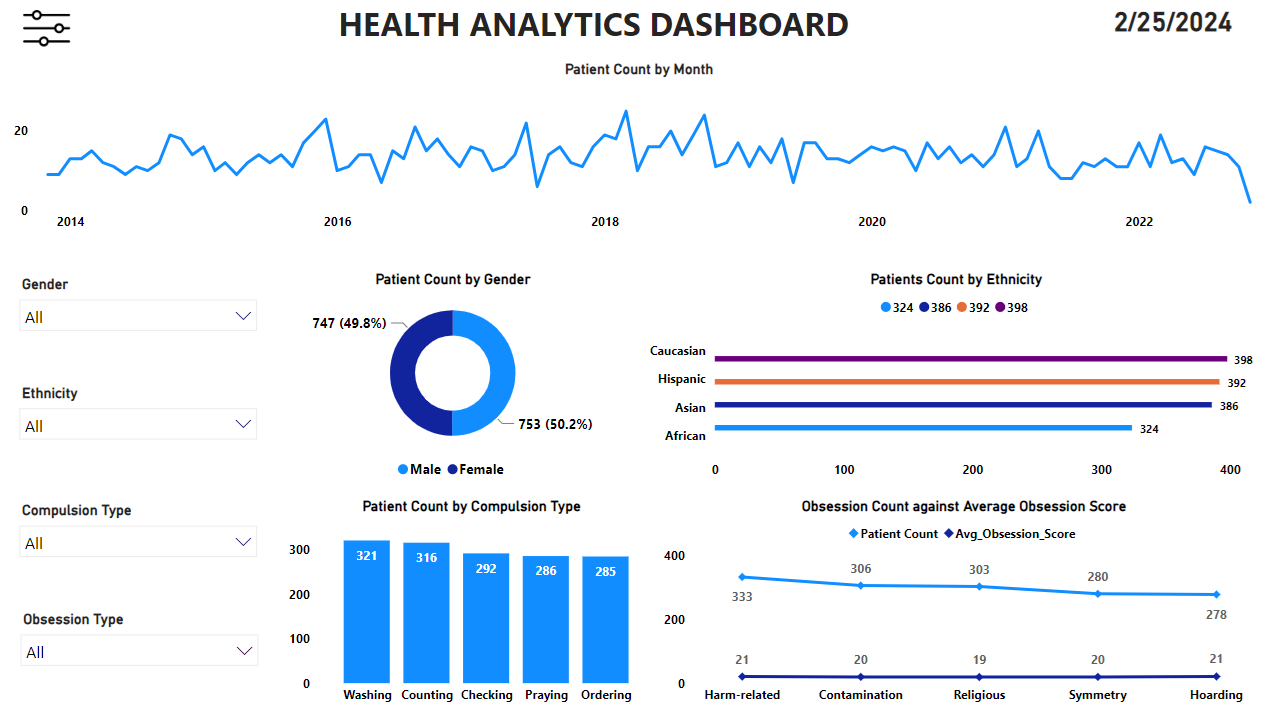 HEALTH ANALYTICS DASHBOARD
2/25/2024
Patient Count by Month
20
0
2014 2016 2018 2020 2022
Gender
All
Ethnicity
All
Compulsion Type
All
Obsession Type
All
Patient Count by Gender
747 (49.8%)
753 (50.2%)
Male Female
Patients Count by Ethnicity
324 386 392 398
Caucasian 398
Hispanic 392
Asian 386
African 324
0 100 200 300 400
Patient Count by Compulsion Type
300
200
100
0
321 316 292 286 285
Washing Counting Checking Praying Ordering
Obsession Count against Average Obsession Score
Patient Count Avg_Obsession_Score
400
200
0
333 306 303 280 278
21 20 19 20 21
Harm-related Contamination Religious Symmetry Hoarding